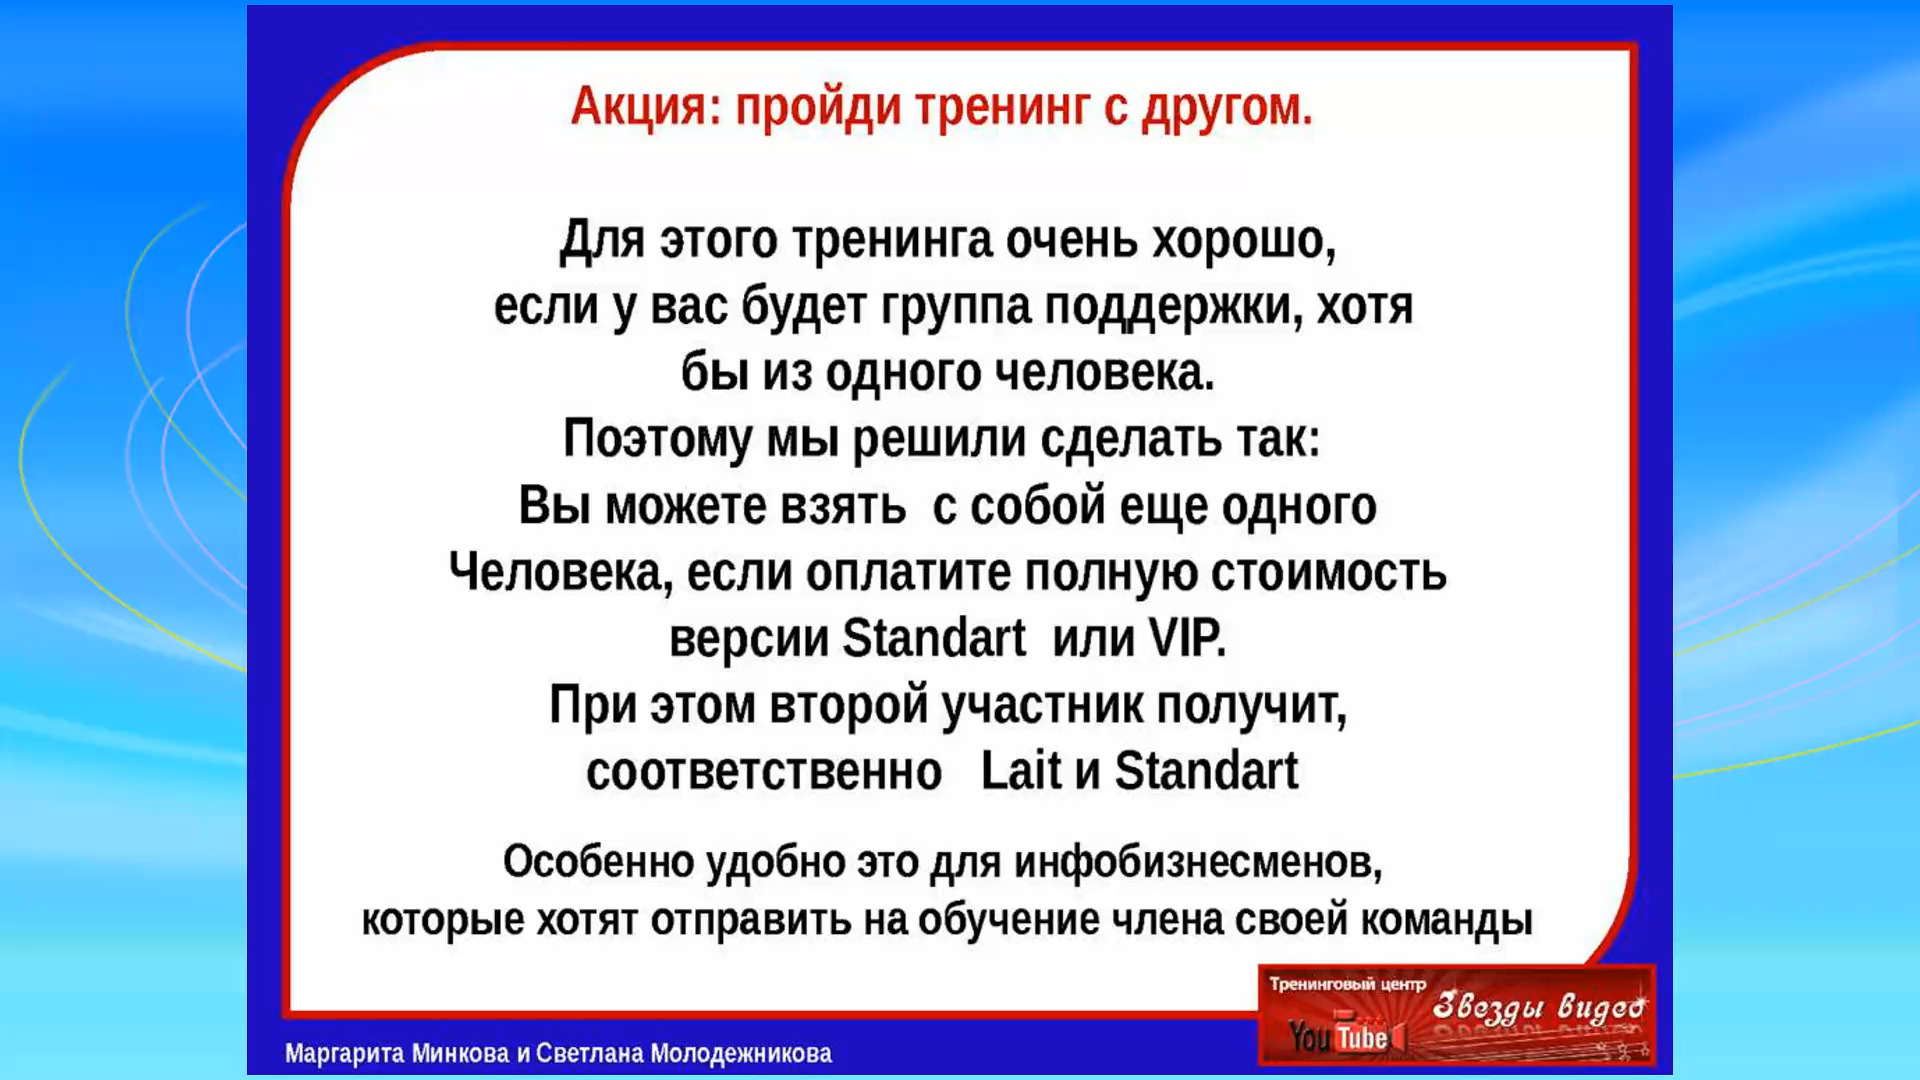 Акция: пройди тренинг с другом.
Для этого тренинга очень хорошо,
если у вас будет группа поддержки, хотя
бы из одного человека.
Поэтому мы решили сделать так:
Вы можете взять с собой еще одного
Человека, если оплатите полную стоимость
версии Standart или VIP.
При этом второй участник получит,
соответственно Lait и Standart
Особенно удобно это для инфобизнесменов,
которые хотят отправить на обучение члена своей команды
Тренинговый центр
Звезды видео
YouTube
Маргарита Минкова и Светлана Молодежникова